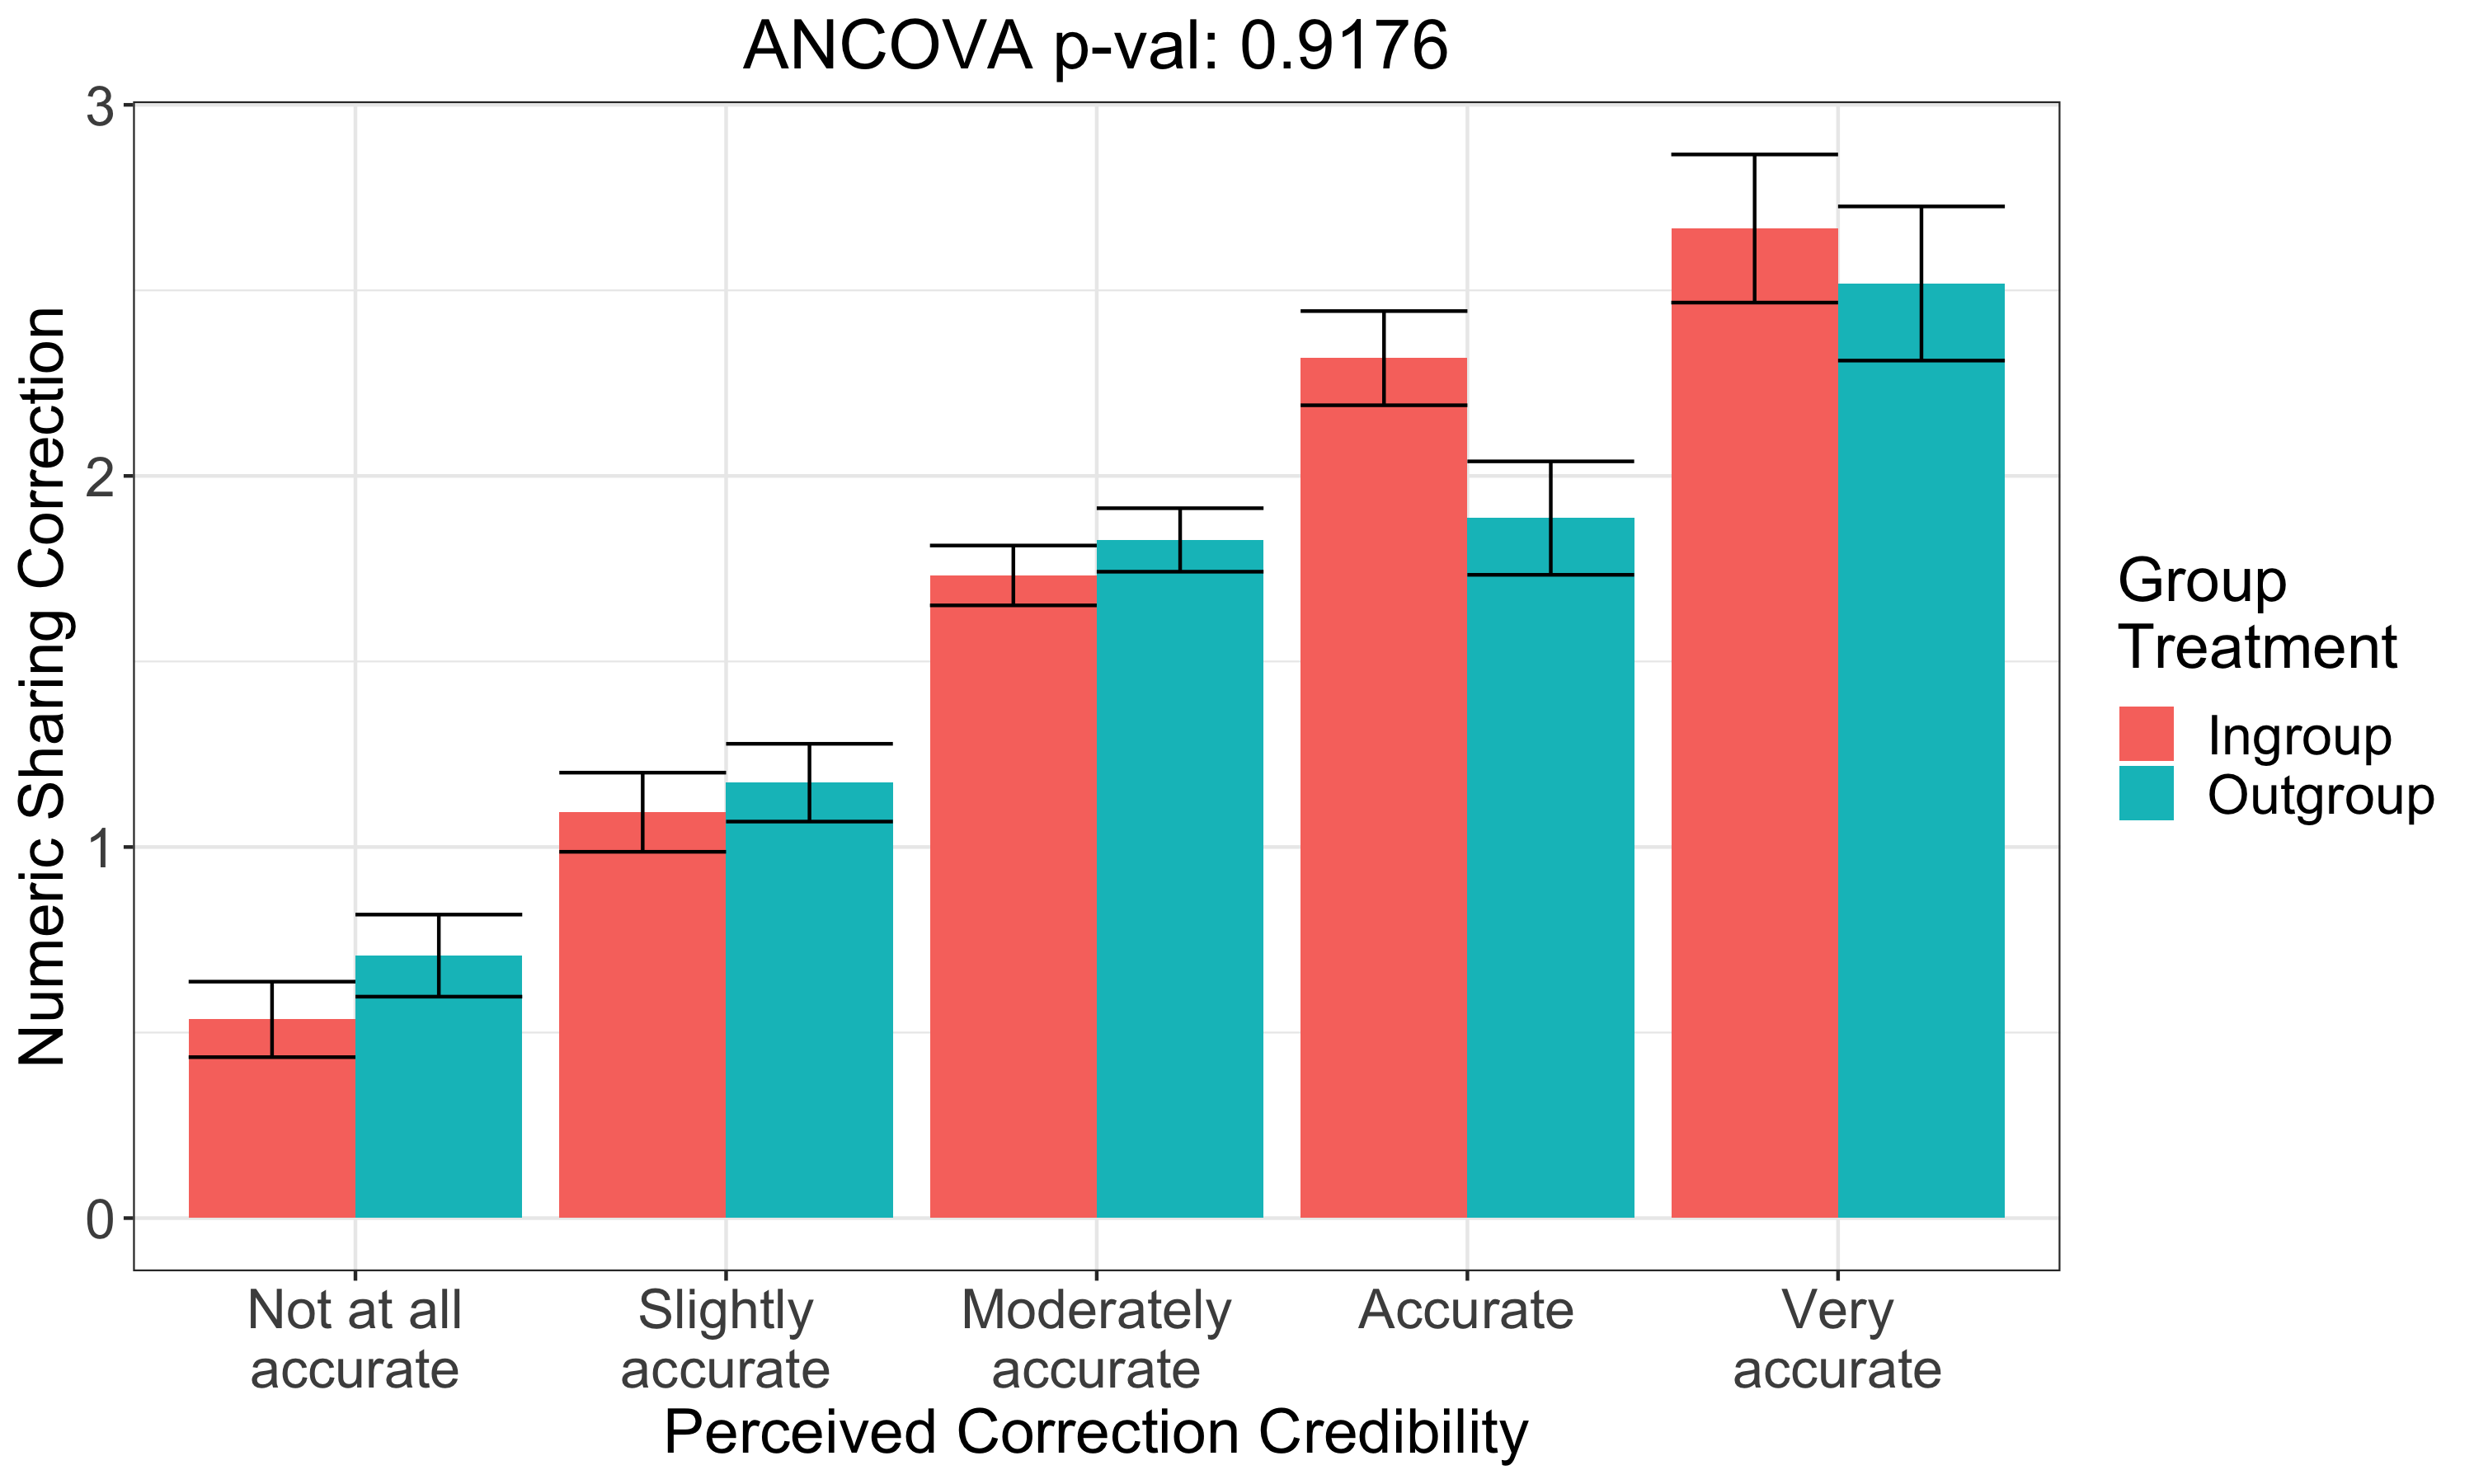 ANCOVA p-val: 0.9176
Numeric Sharing Correction
3
2
1
0
Not at all
accurate
Slightly
accurate
Moderately
accurate
Accurate
Very
accurate
Perceived Correction Credibility
Group
Treatment
Ingroup
Outgroup